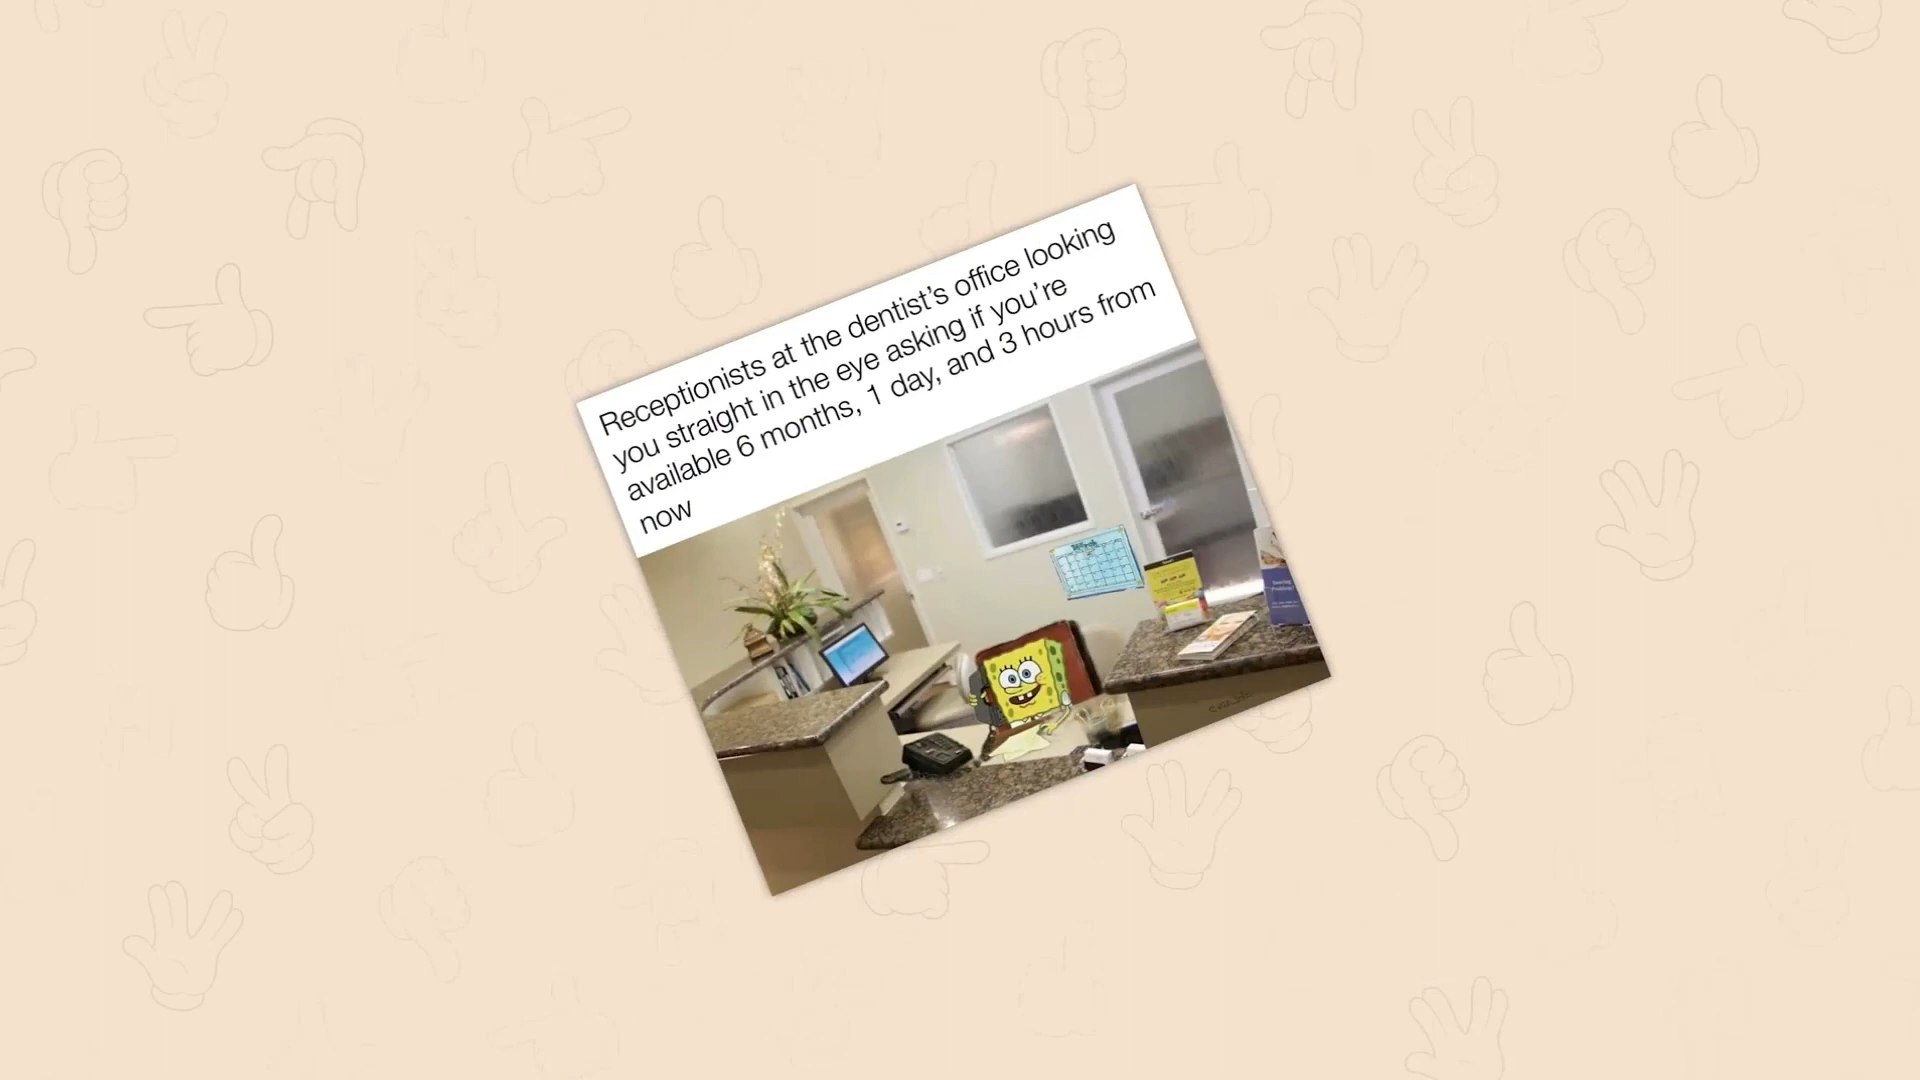 Receptionists at the dentist's office looking
you straight in the eye asking if you're
available 6 months, 1 day, and 3 hours from
now